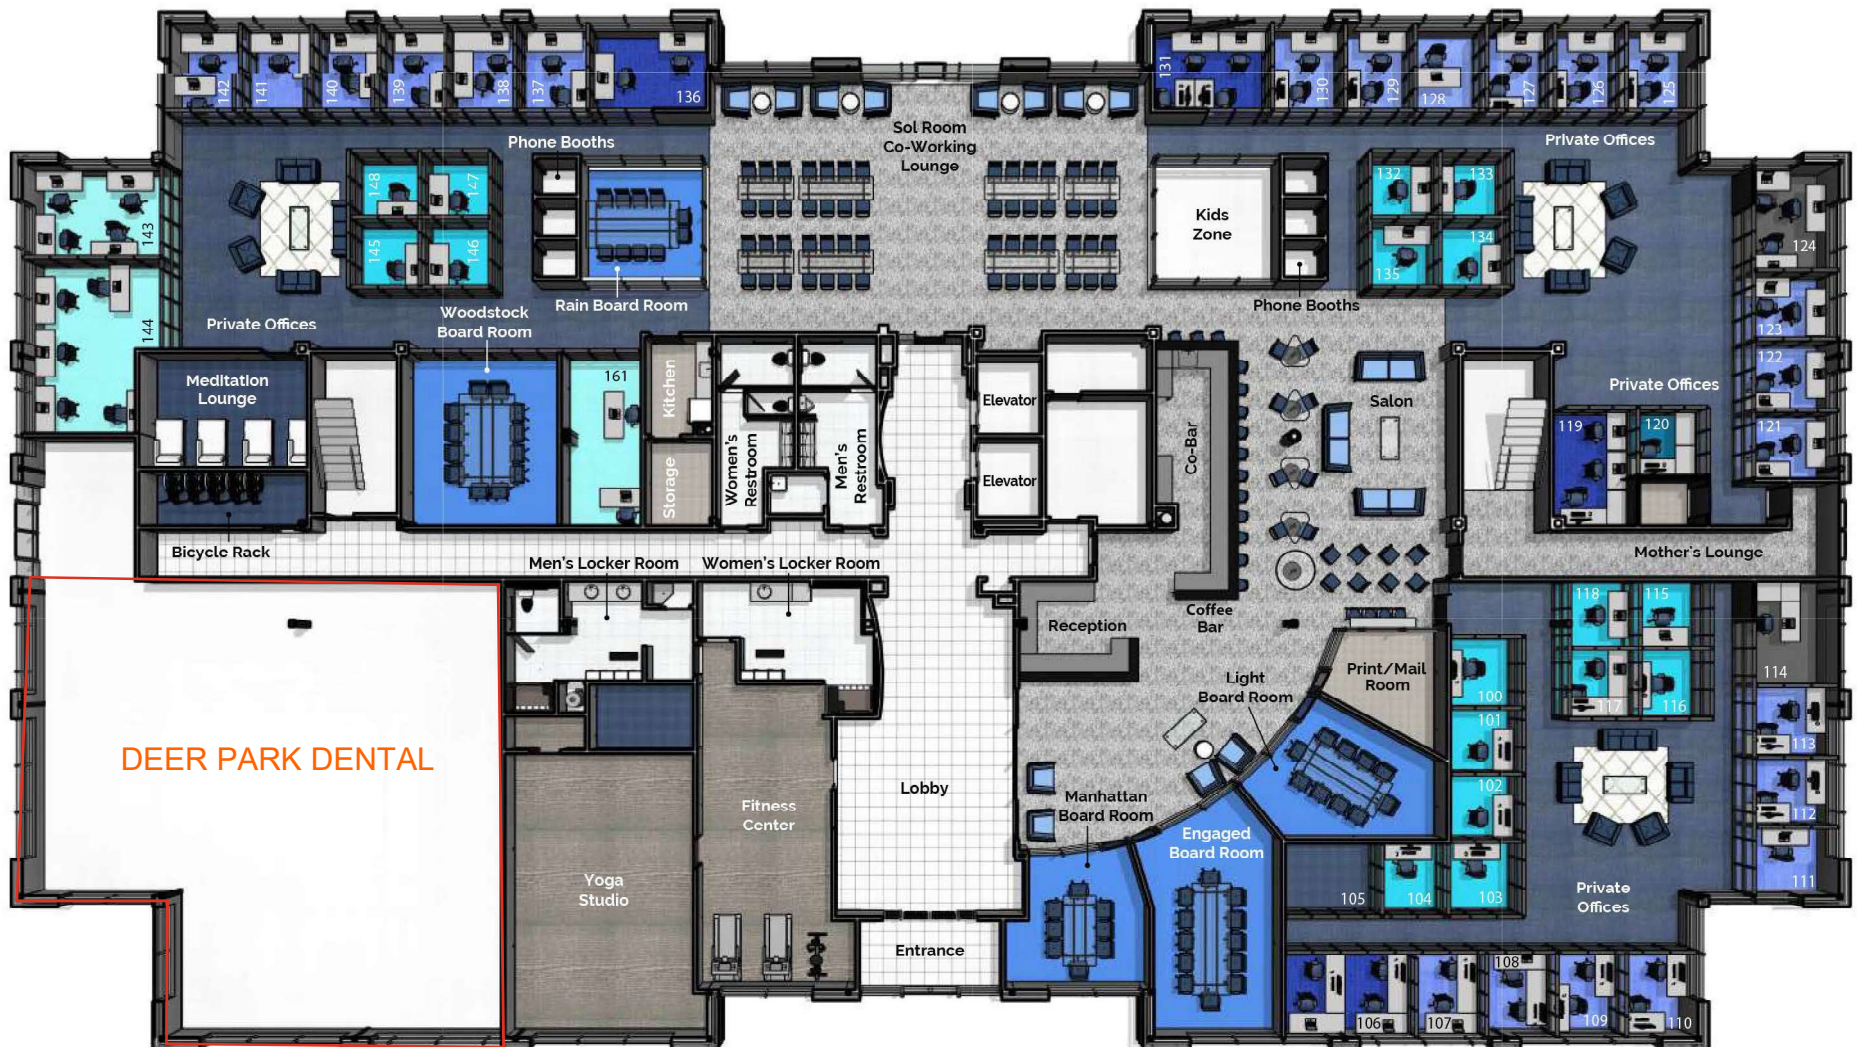 142
141
140
139
138
137
136
131
130
129
128
127
126
125
Phone Booths
Sol Room
Co-Working
Lounge
Private Offices
148
147
145
146
143
144
Private Offices
Woodstock
Board Room
Rain Board Room
Kids
Zone
Phone Booths
132
133
134
135
124
123
122
121
Private Offices
119
120
Meditation
Lounge
161
Kitchen
Storage
Women's
Restroom
Men's
Restroom
Elevator
Elevator
Co-Bar
Salon
Bicycle Rack
Men's Locker Room
Women's Locker Room
Mother's Lounge
Reception
Coffee
Bar
Light
Board Room
Print/Mail
Room
118
115
117
116
114
100
101
102
113
112
111
DEER PARK DENTAL
Fitness
Center
Lobby
Manhattan
Board Room
Engaged
Board Room
Yoga
Studio
105
104
103
Private
Offices
Entrance
106
107
108
109
110